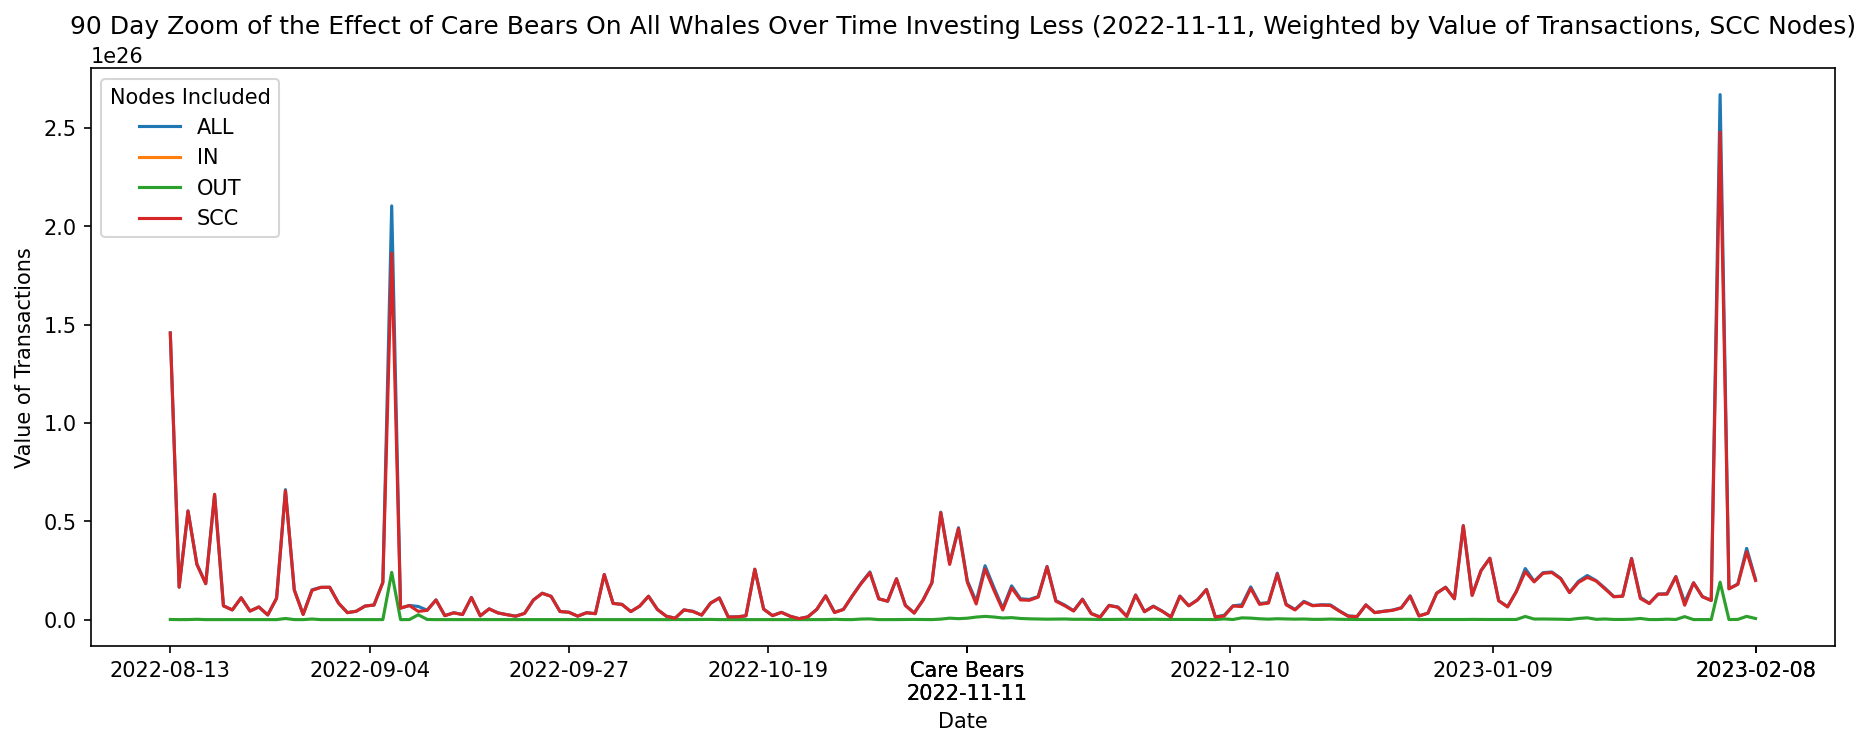 90 Day Zoom of the Effect of Care Bears On All Whales Over Time Investing Less (2022-11-11, Weighted by Value of Transactions, SCC Nodes)
1e26
Nodes Included
ALL
IN
OUT
SCC
2.5
2.0
1.5
1.0
0.5
0.0
Value of Transactions
2022-08-13
2022-09-04
2022-09-27
2022-10-19
Care Bears
2022-11-11
2022-12-10
2023-01-09
2023-02-08
Date